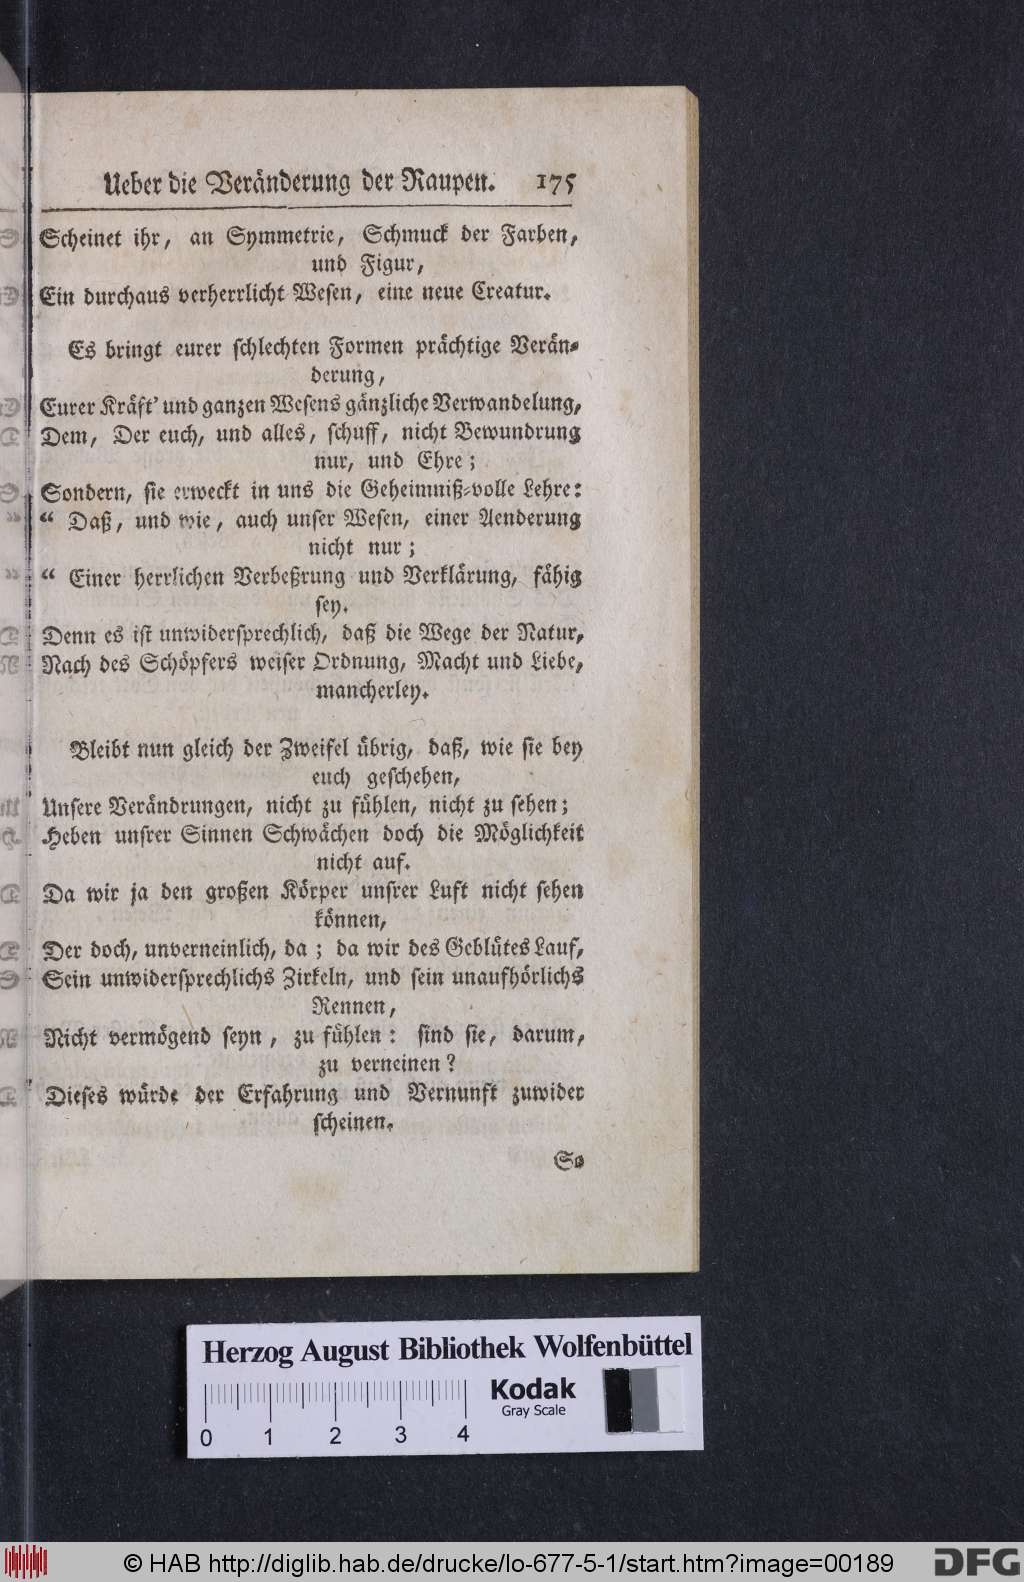 Ueber die Veränderung der Raupen. 175
Scheinet ihr, an Symmetrie, Schmuck der Farben,
und Figur,
Ein durchaus verherrlicht Wesen, eine neue Creatur.
Es bringt eurer schlechten Formen prächtige Verän-
derung,
Eurer Kräft' und ganzen Wesens gänzliche Verwandelung,
Dem, Der euch, und alles, schuff, nicht Bewundrung
nur, und Ehre;
Sondern, sie erweckt in uns die Geheimniß-volle Lehre:
“ Daß, und wie, auch unser Wesen, einer Aenderung
nicht nur;
“ Einer herrlichen Verbeßrung und Verklärung, fähig
sey.
Denn es ist unwidersprechlich, daß die Wege der Natur,
Nach des Schöpfers weiser Ordnung, Macht und Liebe,
mancherley.
Bleibt nun gleich der Zweifel übrig, daß, wie sie bey
euch geschehen,
Unsere Verändrungen, nicht zu fühlen, nicht zu sehen;
Heben unsrer Sinnen Schwächen doch die Möglichkeit
nicht auf.
Da wir ja den großen Körper unsrer Luft nicht sehen
können,
Der doch, unverneinlich, da; da wir des Geblütes Lauf,
Sein unwidersprechlichs Zirkeln, und sein unaufhörlichs
Rennen,
Nicht vermögend seyn, zu fühlen: sind sie, darum,
zu verneinen?
Dieses würde der Erfahrung und Vernunft zuwider
scheinen.
So
Herzog August Bibliothek Wolfenbüttel
Kodak
Gray Scale
0 1 2 3 4
© HAB http://diglib.hab.de/drucke/lo-677-5-1/start.htm?image=00189
DFG